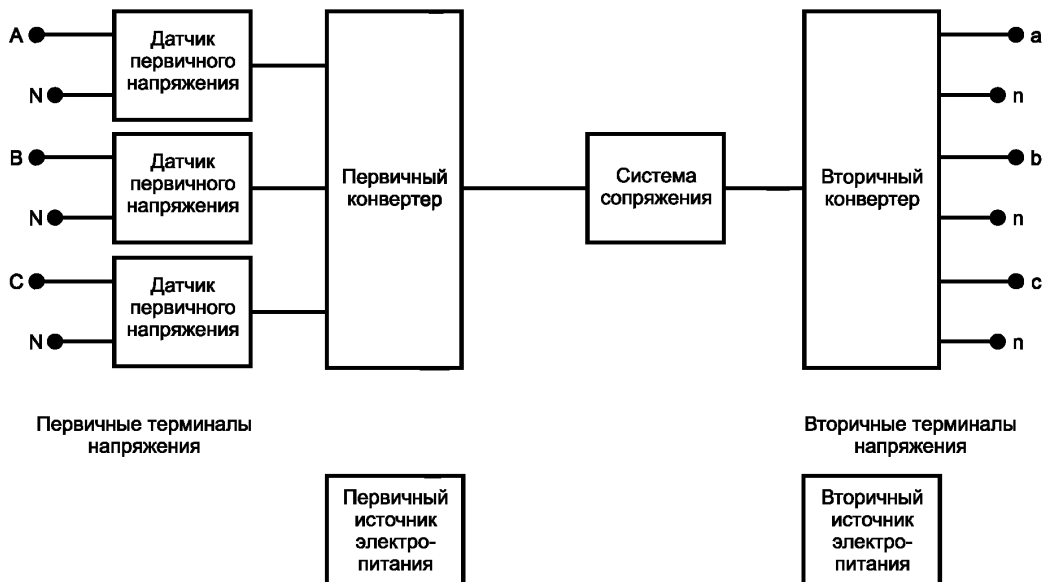 A
Датчик
первичного
напряжения
N
B
Датчик
первичного
напряжения
N
C
Датчик
первичного
напряжения
N
Первичный
конвертер
Система
сопряжения
Вторичный
конвертер
a
n
b
n
c
n
Первичные терминалы
напряжения
Вторичные терминалы
напряжения
Первичный
источник
электро-
питания
Вторичный
источник
электро-
питания